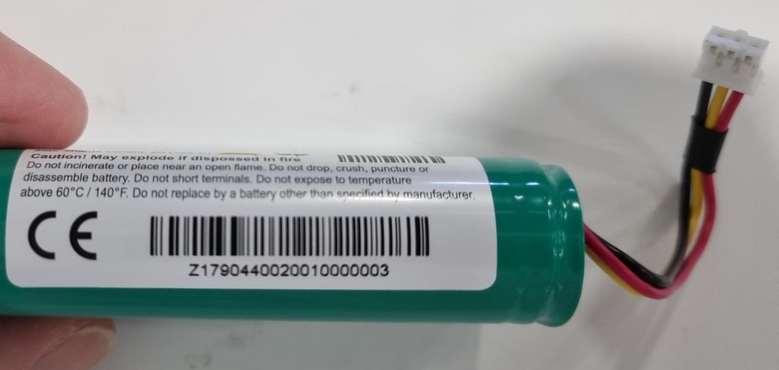 Caution! May explode if dispossed in fire
Do not incinerate or place near an open flame. Do not drop, crush, puncture or
disassemble battery. Do not short terminals. Do not expose to temperature
above 60°C / 140°F. Do not replace by a battery other than specified by manufacturer.
CE
Z1790440020010000003